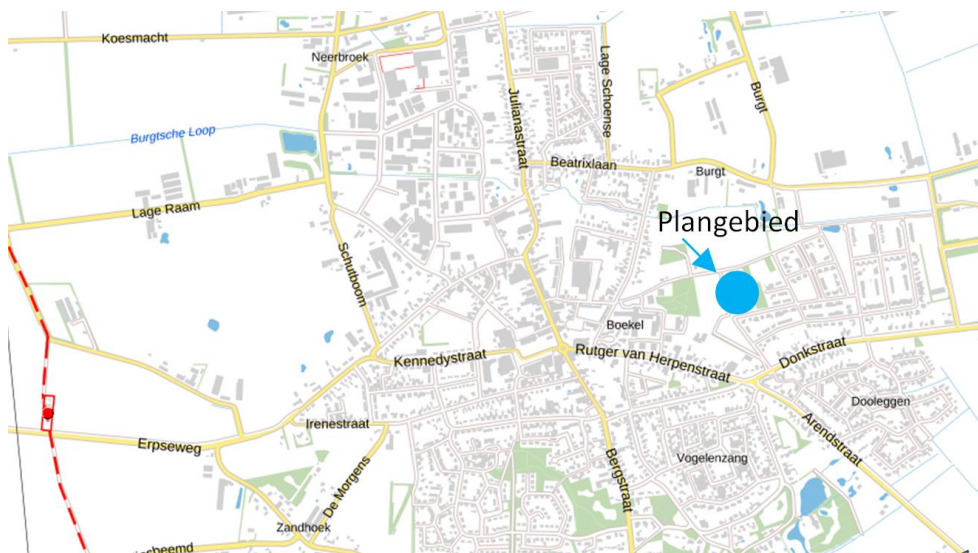 Koesmacht
Neerbroek
Lage Schoense
Julianastraat
Burgt
Burgtsche Loop
Beatrixlaan
Burgt
Lage Raam
Plangebied
Schutboom
Boekel
Kennedystraat
Rutger van Herpenstraat
Donkstraat
Dooleggen
Irenestraat
Arendstraat
Erpseweg
Vogelenzang
De Morgens
Bergstraat
Zandhoek